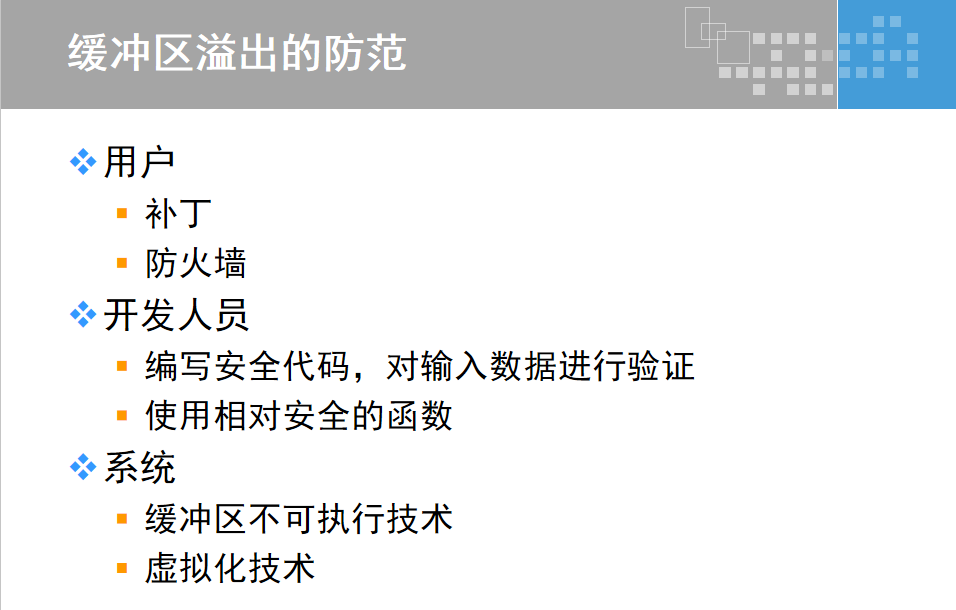 缓冲区溢出的防范
用户
补丁
防火墙
开发人员
编写安全代码，对输入数据进行验证
使用相对安全的函数
系统
缓冲区不可执行技术
虚拟化技术